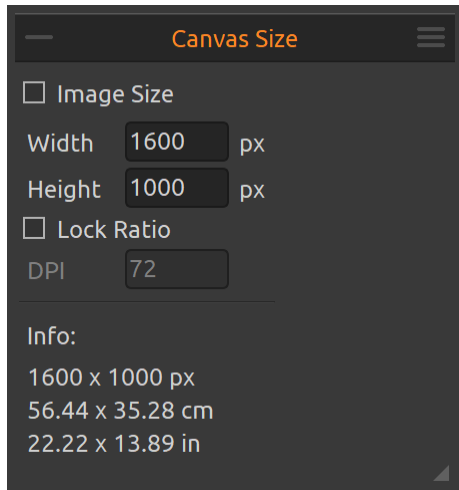 Canvas Size
Image Size
Width 1600 px
Height 1000 px
Lock Ratio
DPI 72
Info:
1600 x 1000 px
56.44 x 35.28 cm
22.22 x 13.89 in